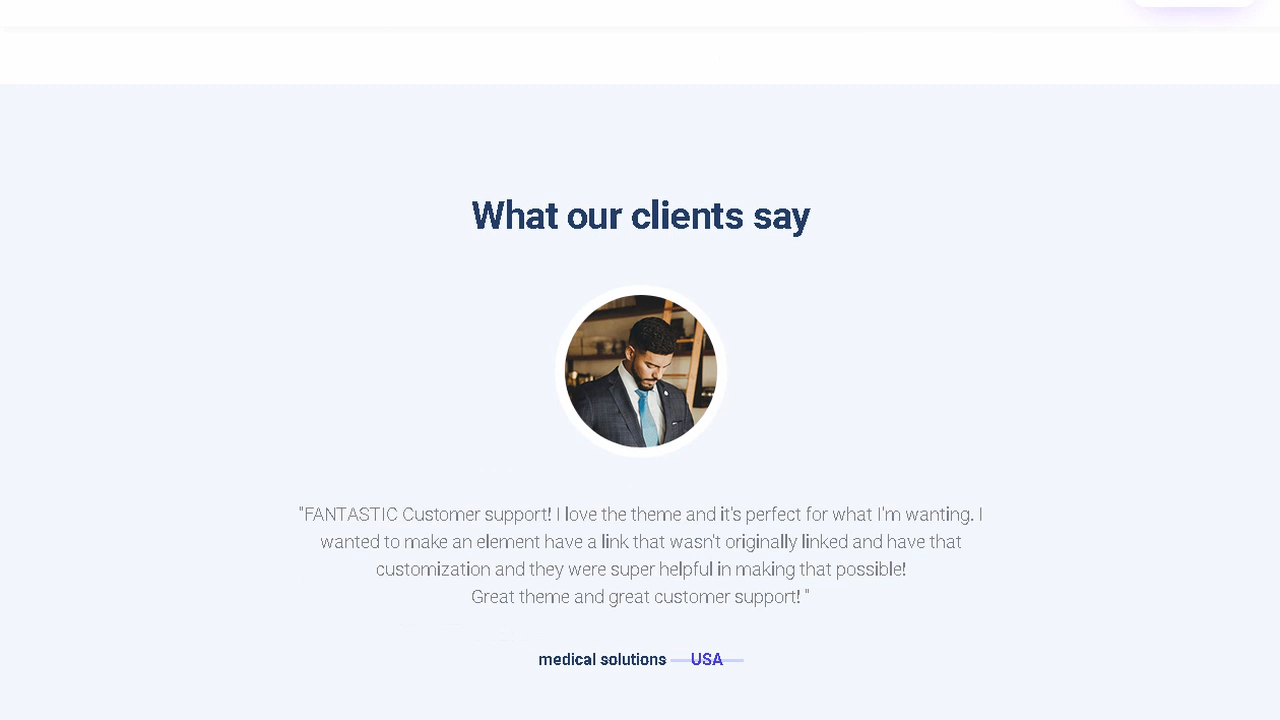 What our clients say
"FANTASTIC Customer support! I love the theme and it's perfect for what I'm wanting. I
wanted to make an element have a link that wasn't originally linked and have that
customization and they were super helpful in making that possible!
Great theme and great customer support! "
medical solutions USA